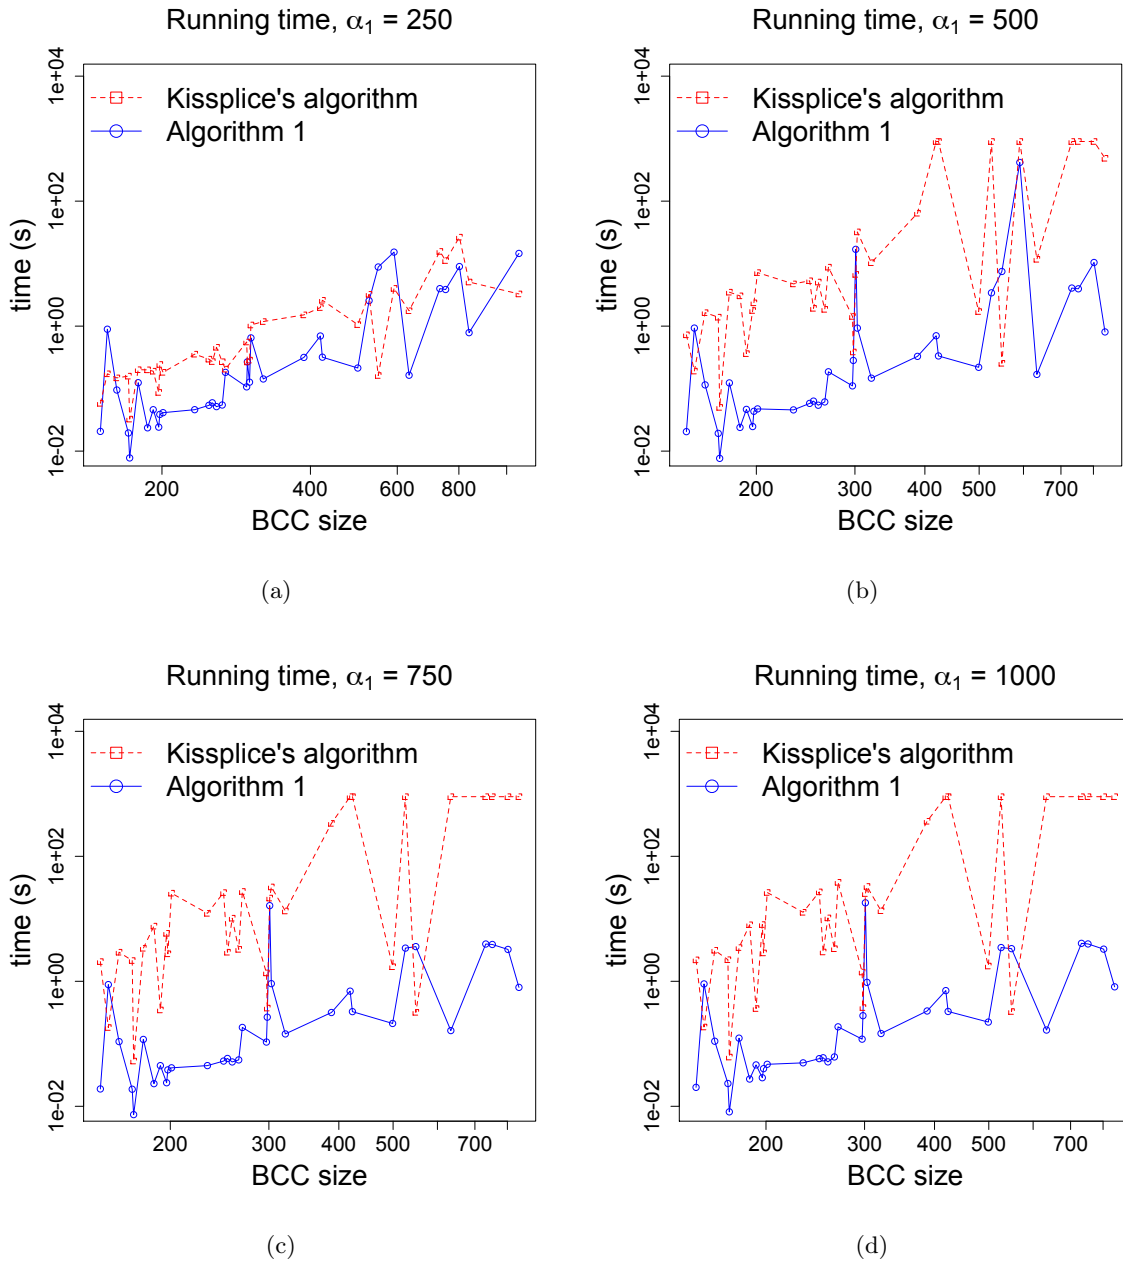 Running time, α1 = 250
Kissplice's algorithm
Algorithm 1
1e+04
1e+02
1e+00
1e-02
time (s)
200 400 600 800
BCC size
(a)
Running time, α1 = 500
Kissplice's algorithm
Algorithm 1
1e+04
1e+02
1e+00
1e-02
time (s)
200 300 400 500 700
BCC size
(b)
Running time, α1 = 750
Kissplice's algorithm
Algorithm 1
1e+04
1e+02
1e+00
1e-02
time (s)
200 300 400 500 700
BCC size
(c)
Running time, α1 = 1000
Kissplice's algorithm
Algorithm 1
1e+04
1e+02
1e+00
1e-02
time (s)
200 300 400 500 700
BCC size
(d)